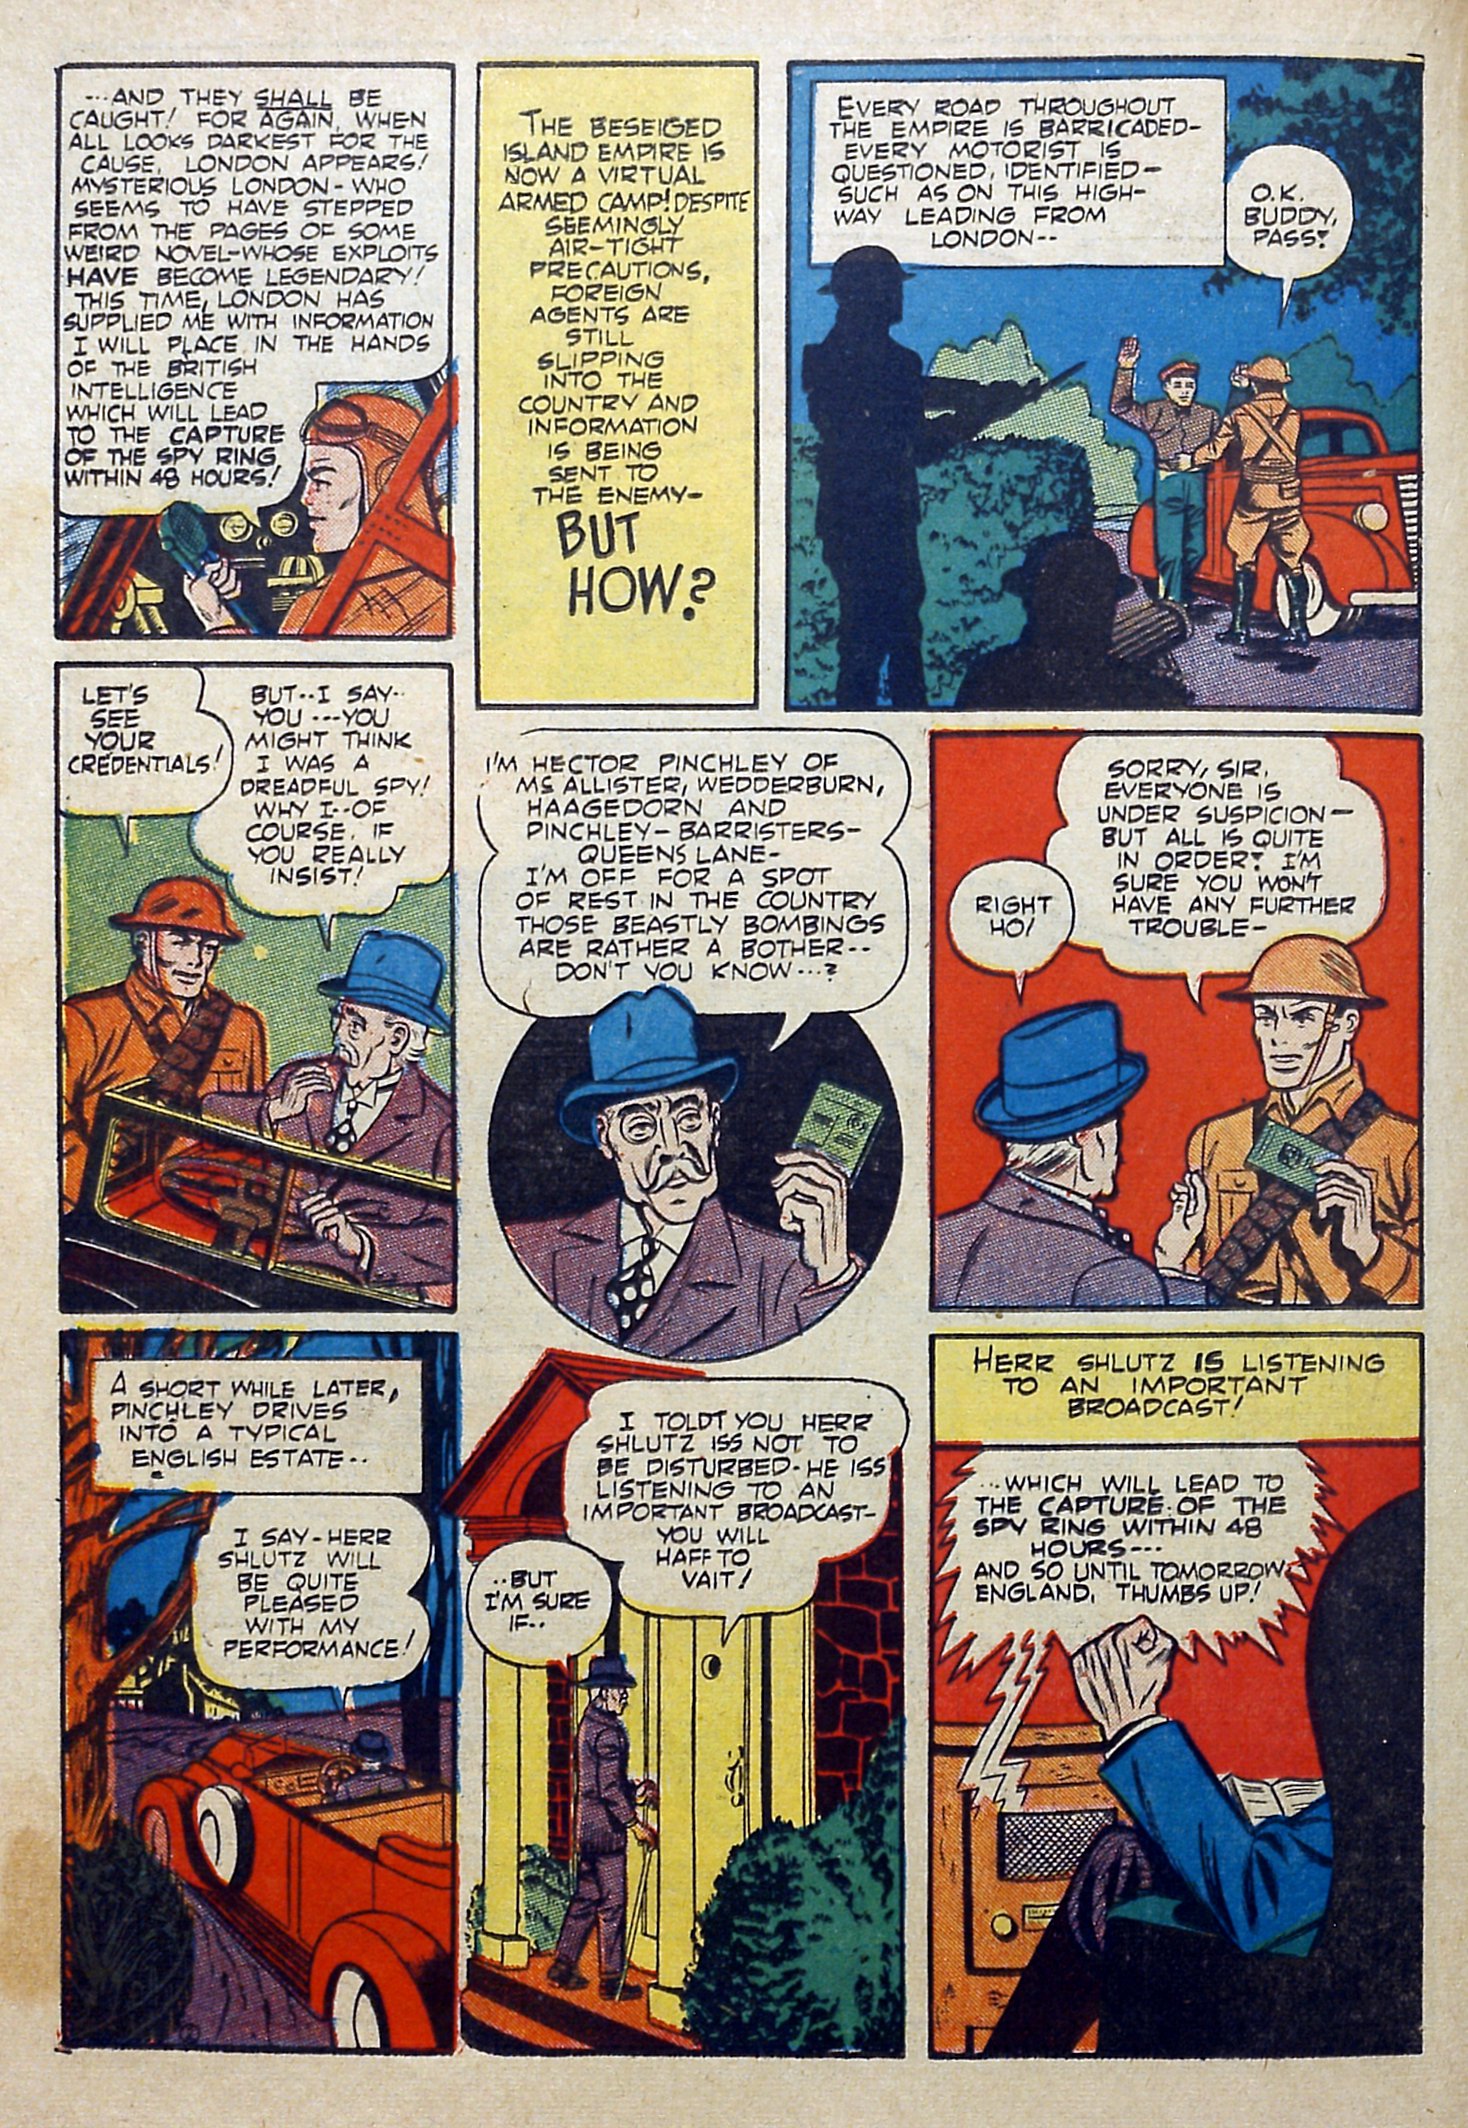 ---AND THEY SHALL BE
CAUGHT! FOR AGAIN, WHEN
ALL LOOKS DARKEST FOR THE
CAUSE, LONDON APPEARS!
MYSTERIOUS LONDON - WHO
SEEMS TO HAVE STEPPED
FROM THE PAGES OF SOME
WEIRD NOVEL-WHOSE EXPLOITS
HAVE BECOME LEGENDARY!
THIS TIME, LONDON HAS
SUPPLIED ME WITH INFORMATION
I WILL PLACE IN THE HANDS
OF THE BRITISH
INTELLIGENCE
WHICH WILL LEAD
TO THE CAPTURE
OF THE SPY RING
WITHIN 48 HOURS!
THE BESEIGED
ISLAND EMPIRE IS
NOW A VIRTUAL
ARMED CAMP! DESPITE
SEEMINGLY
AIR-TIGHT
PRECAUTIONS,
FOREIGN
AGENTS ARE
STILL
SLIPPING
INTO THE
COUNTRY AND
INFORMATION
IS BEING
SENT TO
THE ENEMY-
BUT
HOW?
EVERY ROAD THROUGHOUT
THE EMPIRE IS BARRICADED-
EVERY MOTORIST IS
QUESTIONED, IDENTIFIED-
SUCH AS ON THIS HIGH-
WAY LEADING FROM
LONDON--
O.K.
BUDDY,
PASS!
LET'S
SEE
YOUR
CREDENTIALS!
BUT--I SAY--
YOU ---YOU
MIGHT THINK
I WAS A
DREADFUL SPY!
WHY I--OF
COURSE, IF
YOU REALLY
INSIST!
I'M HECTOR PINCHLEY OF
MS ALLISTER, WEDDERBURN,
HAAGEDORN AND
PINCHLEY-BARRISTERS-
QUEENS LANE-
I'M OFF FOR A SPOT
OF REST IN THE COUNTRY
THOSE BEASTLY BOMBINGS
ARE RATHER A BOTHER--
DON'T YOU KNOW---?
RIGHT
HO!
SORRY, SIR.
EVERYONE IS
UNDER SUSPICION-
BUT ALL IS QUITE
IN ORDER! I'M
SURE YOU WON'T
HAVE ANY FURTHER
TROUBLE-
A SHORT WHILE LATER,
PINCHLEY DRIVES
INTO A TYPICAL
ENGLISH ESTATE--
I SAY-HERR
SHLUTZ WILL
BE QUITE
PLEASED
WITH MY
PERFORMANCE!
I TOLDT YOU HERR
SHLUTZ ISS NOT TO
BE DISTURBED-HE ISS
LISTENING TO AN
IMPORTANT BROADCAST-
YOU WILL
HAFF TO
VAIT!
--BUT
I'M SURE
IF--
HERR SHLUTZ IS LISTENING
TO AN IMPORTANT
BROADCAST!
---WHICH WILL LEAD TO
THE CAPTURE OF THE
SPY RING WITHIN 48
HOURS---
AND SO UNTIL TOMORROW,
ENGLAND, THUMBS UP!